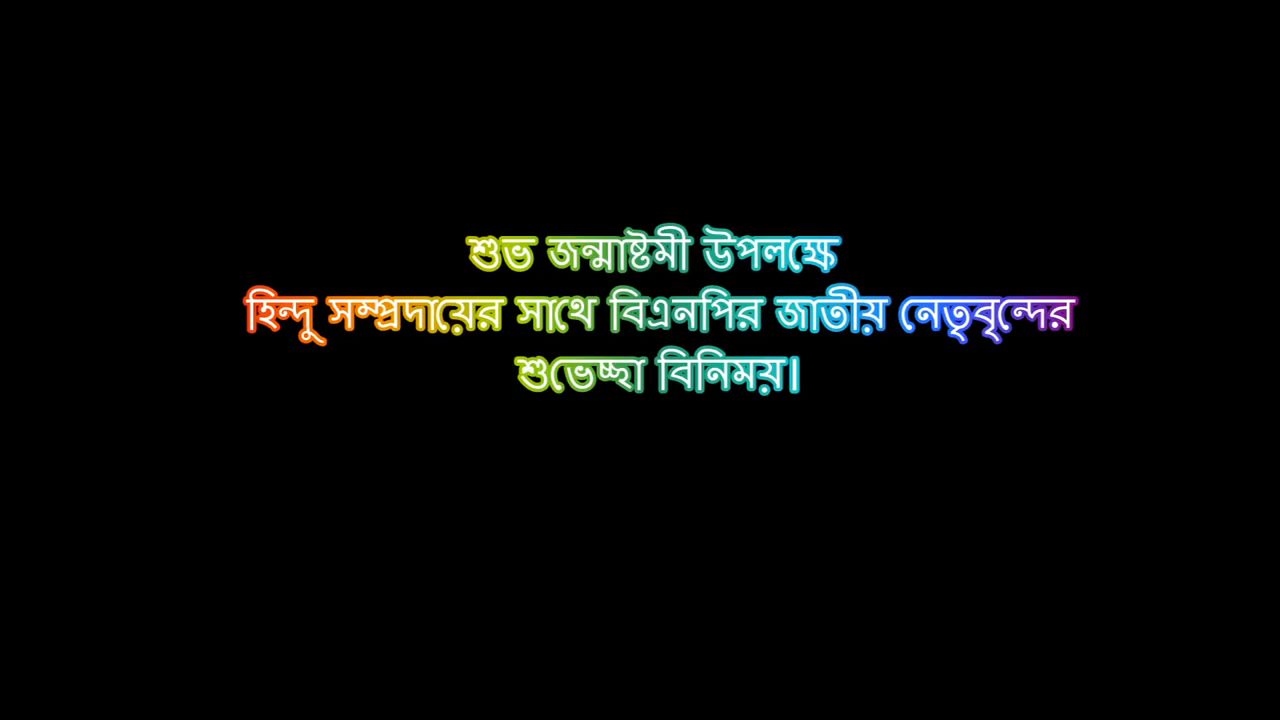 শুভ জন্মাষ্টমী উপলক্ষে
হিন্দু সম্প্রদায়ের সাথে বিএনপির জাতীয় নেতৃবৃন্দের
শুভেচ্ছা বিনিময়।